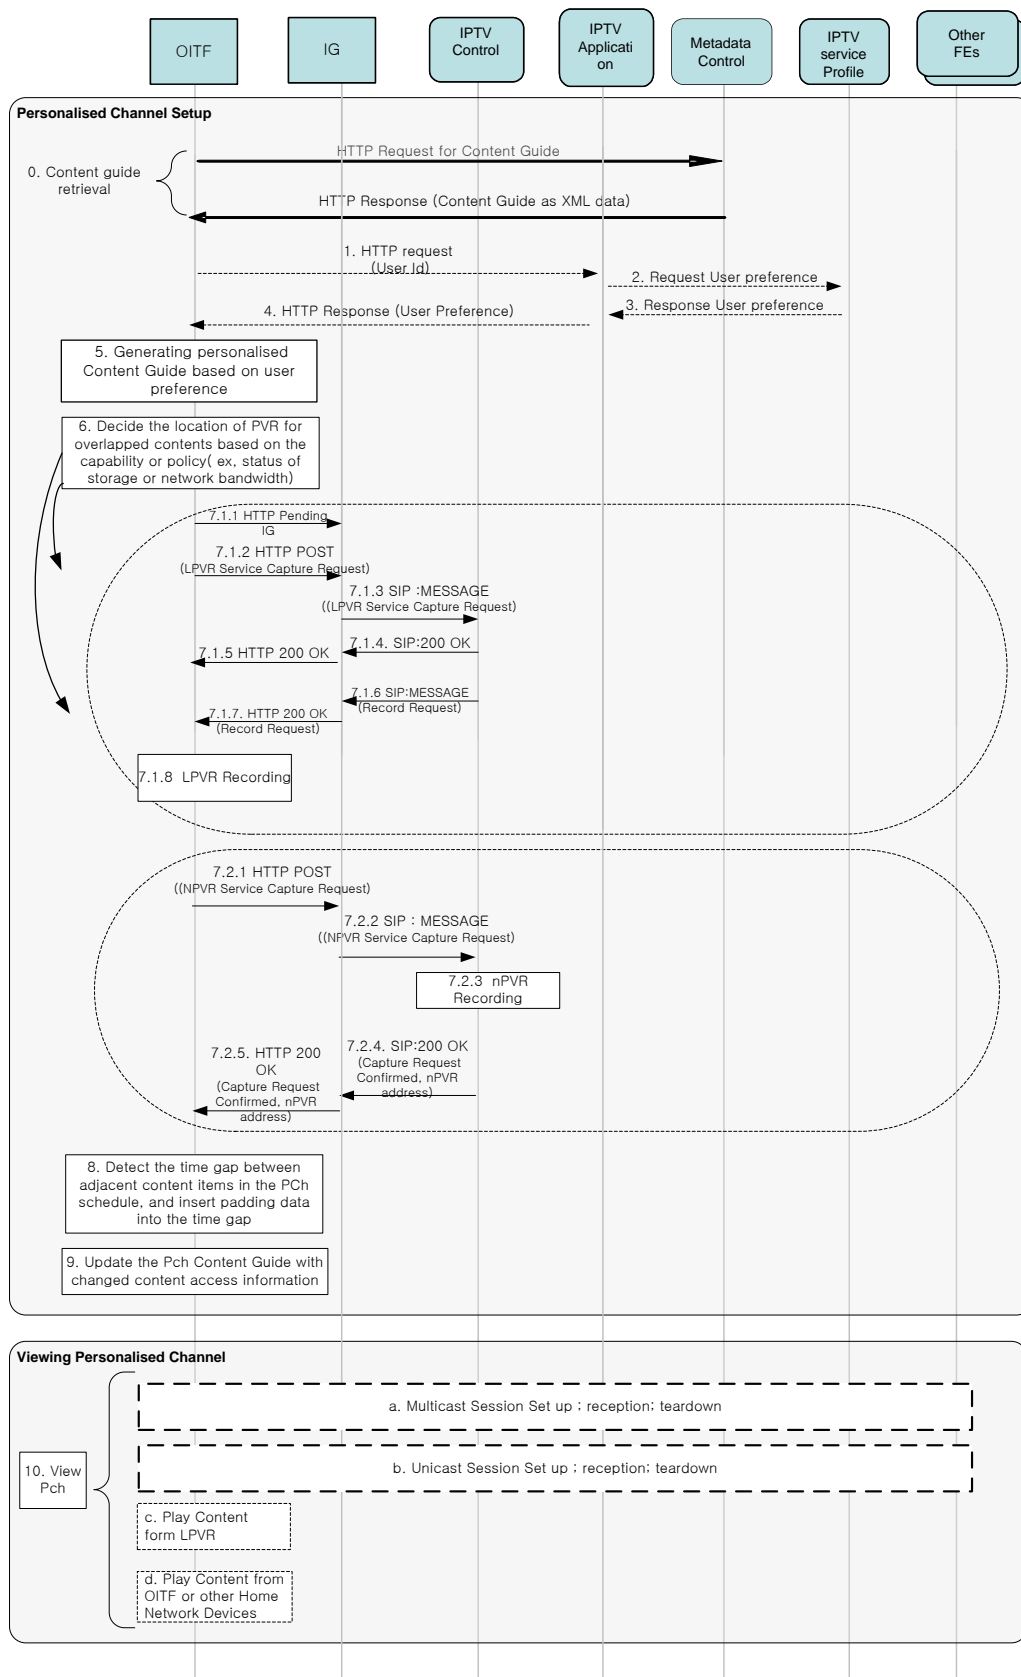 OITF
IG
IPTV
Control
IPTV
Applicati
on
Metadata
Control
IPTV
service
Profile
Other
FEs
Personalised Channel Setup
0. Content guide
retrieval
HTTP Request for Content Guide
HTTP Response (Content Guide as XML data)
1. HTTP request
(User Id)
2. Request User preference
3. Response User preference
4. HTTP Response (User Preference)
5. Generating personalised
Content Guide based on user
preference
6. Decide the location of PVR for
overlapped contents based on the
capability or policy( ex, status of
storage or network bandwidth)
7.1.1 HTTP Pending
IG
7.1.2 HTTP POST
(LPVR Service Capture Request)
7.1.3 SIP :MESSAGE
((LPVR Service Capture Request)
7.1.4. SIP:200 OK
7.1.5 HTTP 200 OK
7.1.6 SIP:MESSAGE
(Record Request)
7.1.7. HTTP 200 OK
(Record Request)
7.1.8 LPVR Recording
7.2.1 HTTP POST
((NPVR Service Capture Request)
7.2.2 SIP : MESSAGE
((NPVR Service Capture Request)
7.2.3 nPVR
Recording
7.2.4. SIP:200 OK
(Capture Request
Confirmed, nPVR
address)
7.2.5. HTTP 200
OK
(Capture Request
Confirmed, nPVR
address)
8. Detect the time gap between
adjacent content items in the PCh
schedule, and insert padding data
into the time gap
9. Update the Pch Content Guide with
changed content access information
Viewing Personalised Channel
10. View
Pch
a. Multicast Session Set up ; reception; teardown
b. Unicast Session Set up ; reception; teardown
c. Play Content
form LPVR
d. Play Content from
OITF or other Home
Network Devices